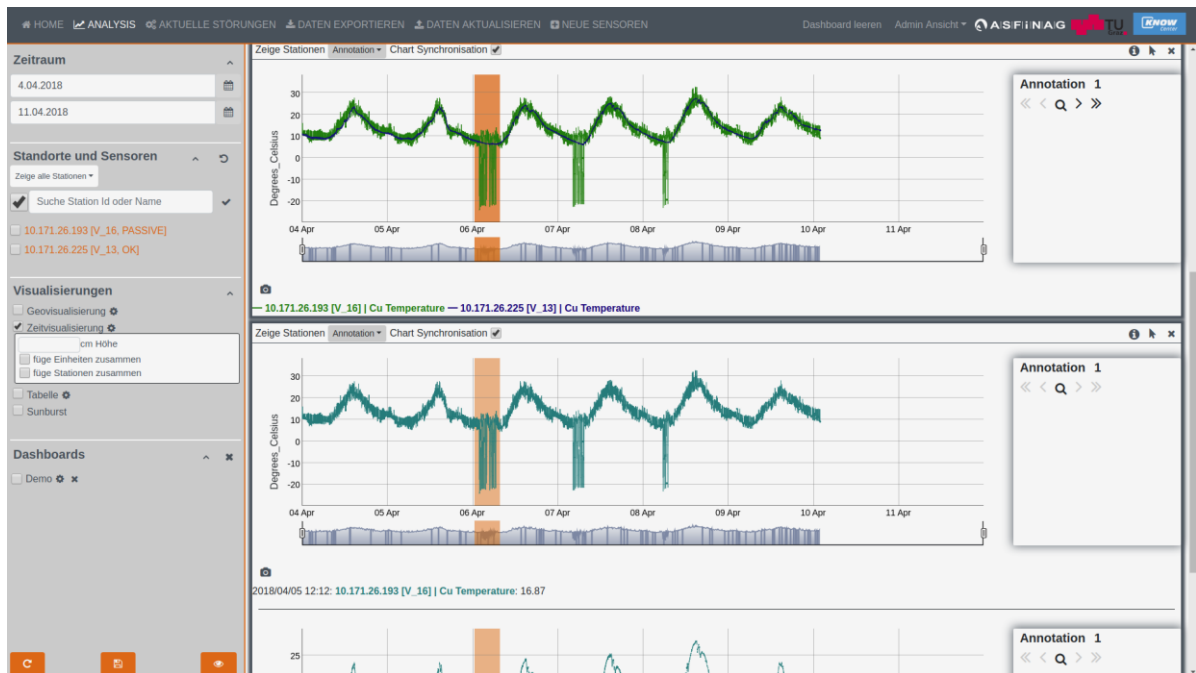 HOME ANALYSIS AKTUELLE STÖRUNGEN DATEN EXPORTIEREN DATEN AKTUALISIEREN NEUE SENSOREN Dashboard leeren Admin Ansicht ASFiNAG TU KNOW Center
Zeitraum
4.04.2018
11.04.2018
Standorte und Sensoren
Zeige alle Stationen
Suche Station Id oder Name
10.171.26.193 [V_16, PASSIVE]
10.171.26.225 [V_13, OK]
Visualisierungen
Geovisualisierung
Zeitvisualisierung
cm Höhe
füge Einheiten zusammen
füge Stationen zusammen
Tabelle
Sunburst
Dashboards
Demo
Zeige Stationen Annotation Chart Synchronisation
Annotation 1
Degrees_Celsius
30
20
10
0
-10
-20
04 Apr 05 Apr 06 Apr 07 Apr 08 Apr 09 Apr 10 Apr 11 Apr
— 10.171.26.193 [V_16] | Cu Temperature — 10.171.26.225 [V_13] | Cu Temperature
Zeige Stationen Annotation Chart Synchronisation
Annotation 1
Degrees_Celsius
30
20
10
0
-10
-20
04 Apr 05 Apr 06 Apr 07 Apr 08 Apr 09 Apr 10 Apr 11 Apr
2018/04/05 12:12: 10.171.26.193 [V_16] | Cu Temperature: 16.87
Annotation 1
25